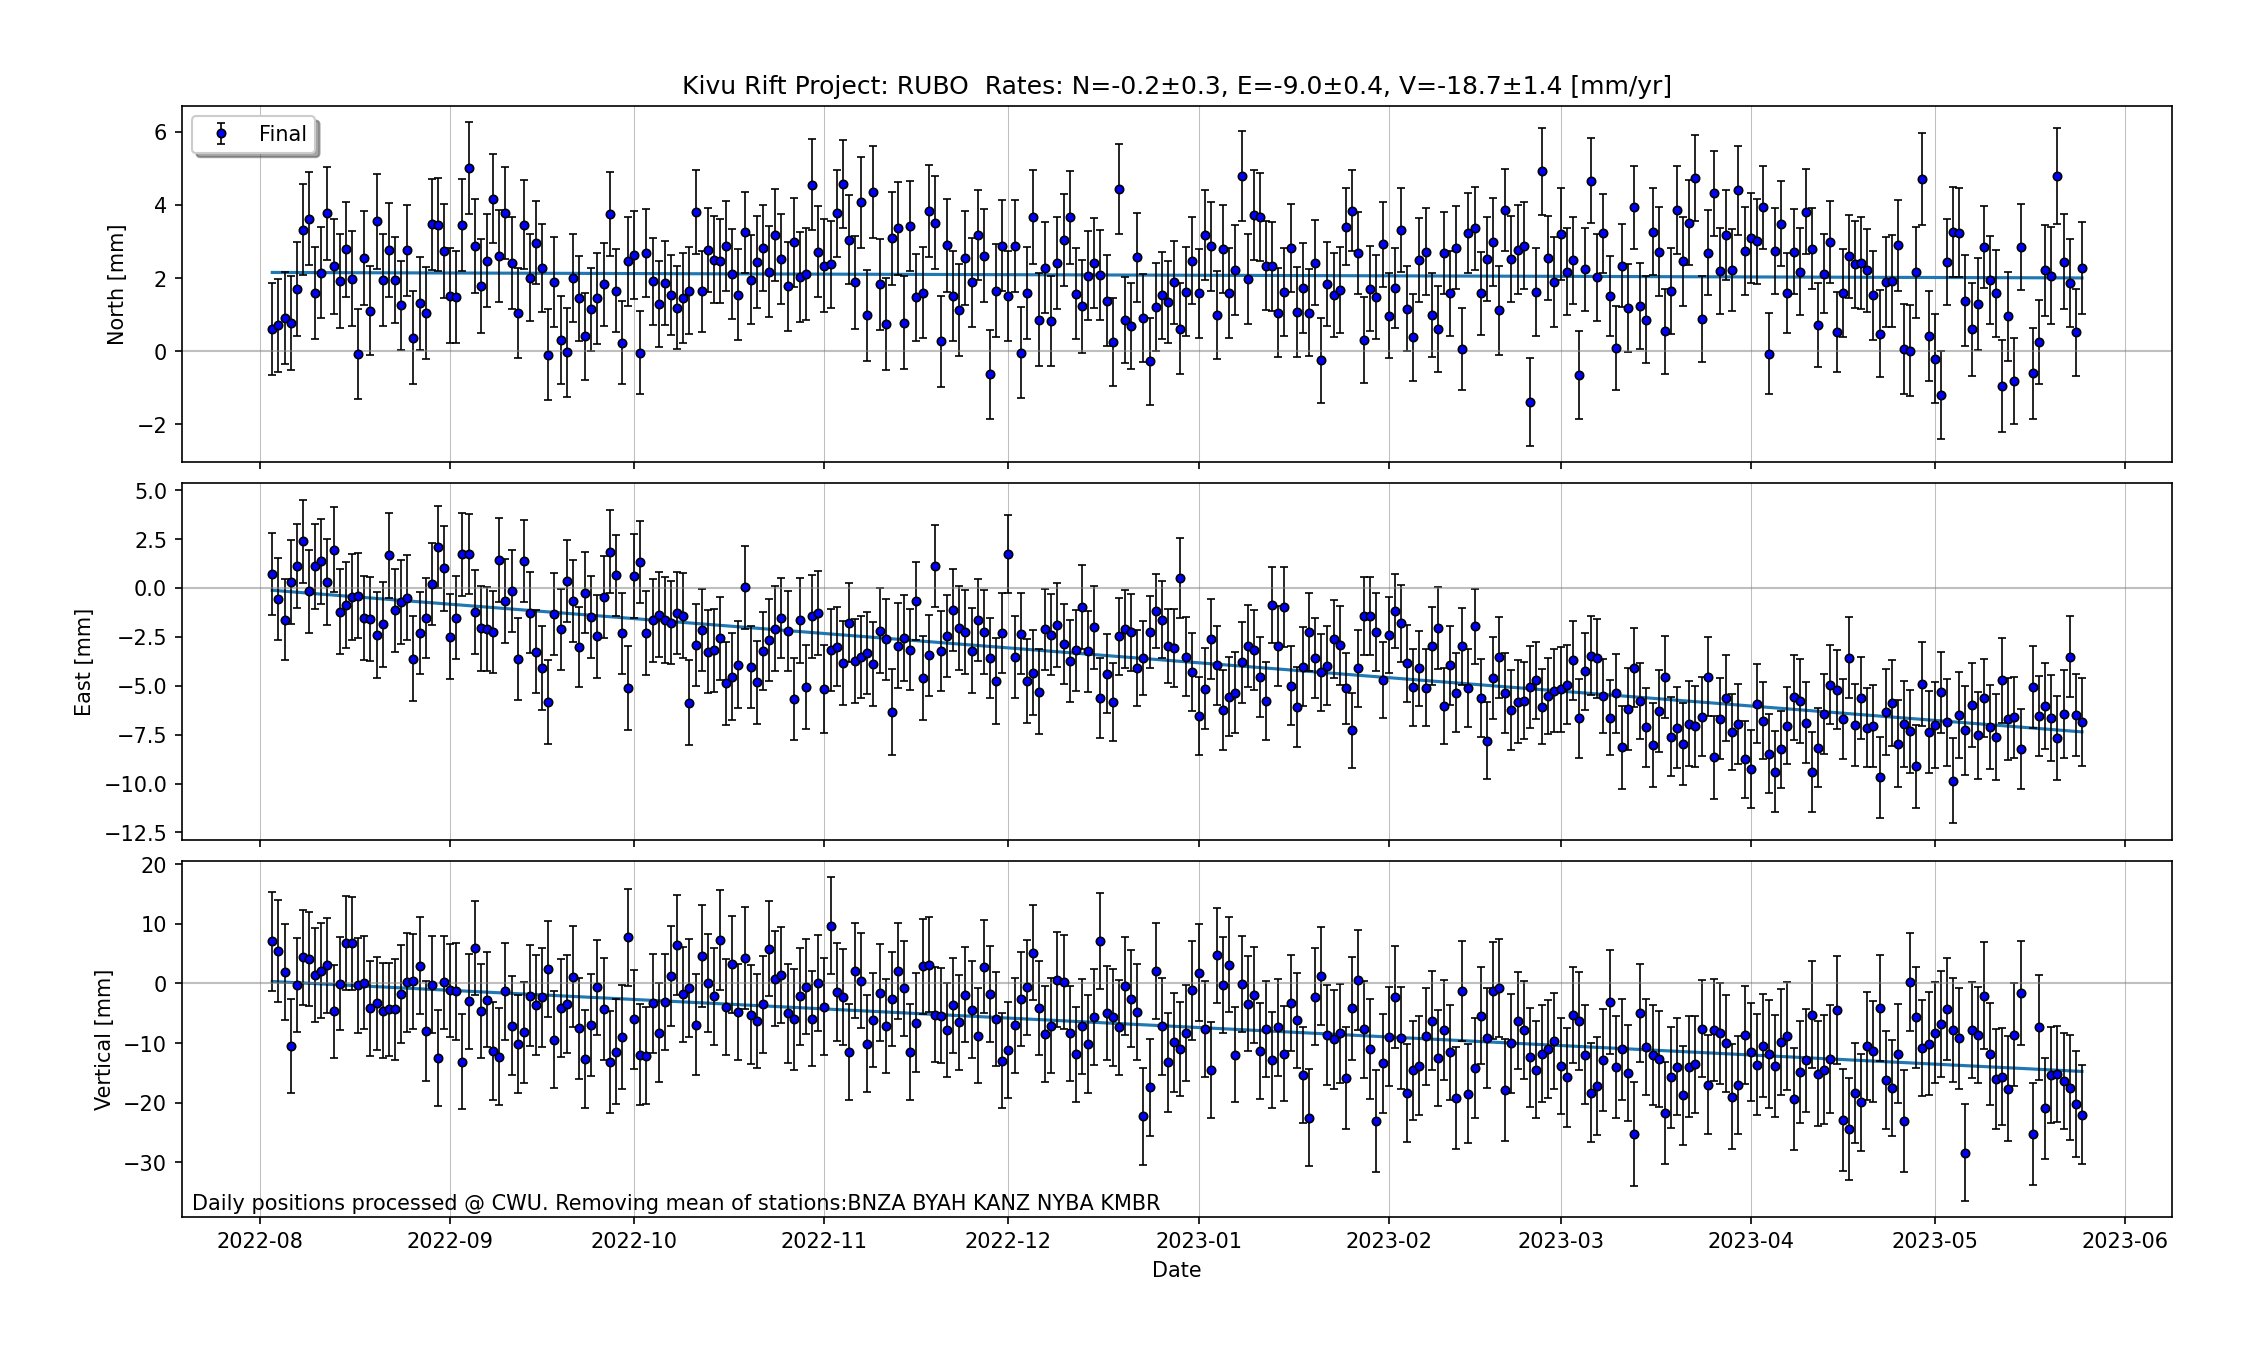 Kivu Rift Project: RUBO  Rates: N=-0.2±0.3, E=-9.0±0.4, V=-18.7±1.4 [mm/yr]
Final
North [mm]
6
4
2
0
−2
East [mm]
5.0
2.5
0.0
−2.5
−5.0
−7.5
−10.0
−12.5
Vertical [mm]
20
10
0
−10
−20
−30
Daily positions processed @ CWU. Removing mean of stations:BNZA BYAH KANZ NYBA KMBR
2022-08 2022-09 2022-10 2022-11 2022-12 2023-01 2023-02 2023-03 2023-04 2023-05 2023-06
Date